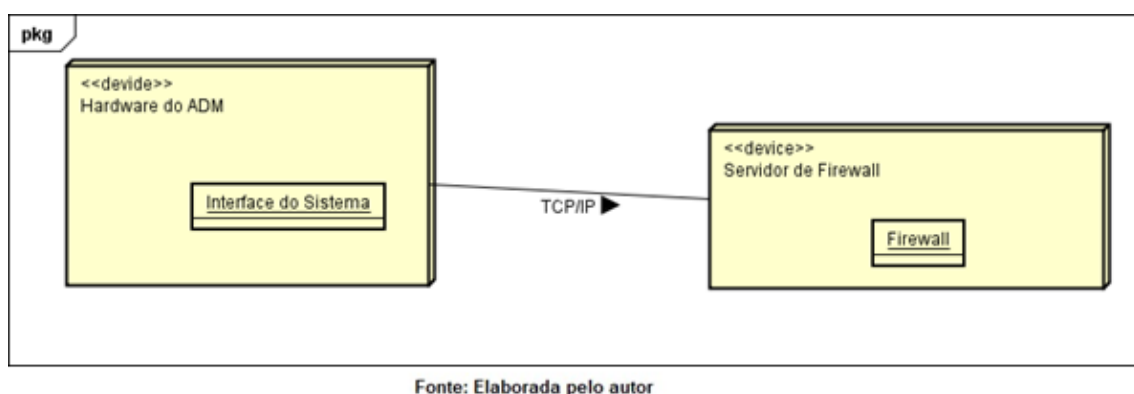 pkg
<<devide>>
Hardware do ADM
Interface do Sistema
TCP/IP ▶
<<device>>
Servidor de Firewall
Firewall
Fonte: Elaborada pelo autor